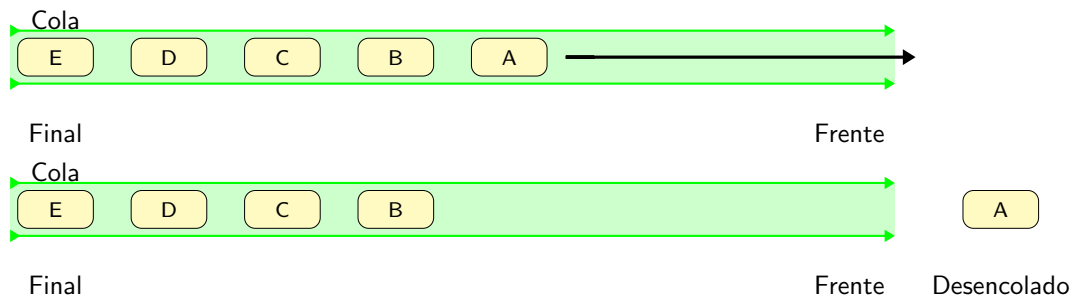 Cola
E D C B A
Final Frente
Cola
E D C B A
Final Frente Desencolado